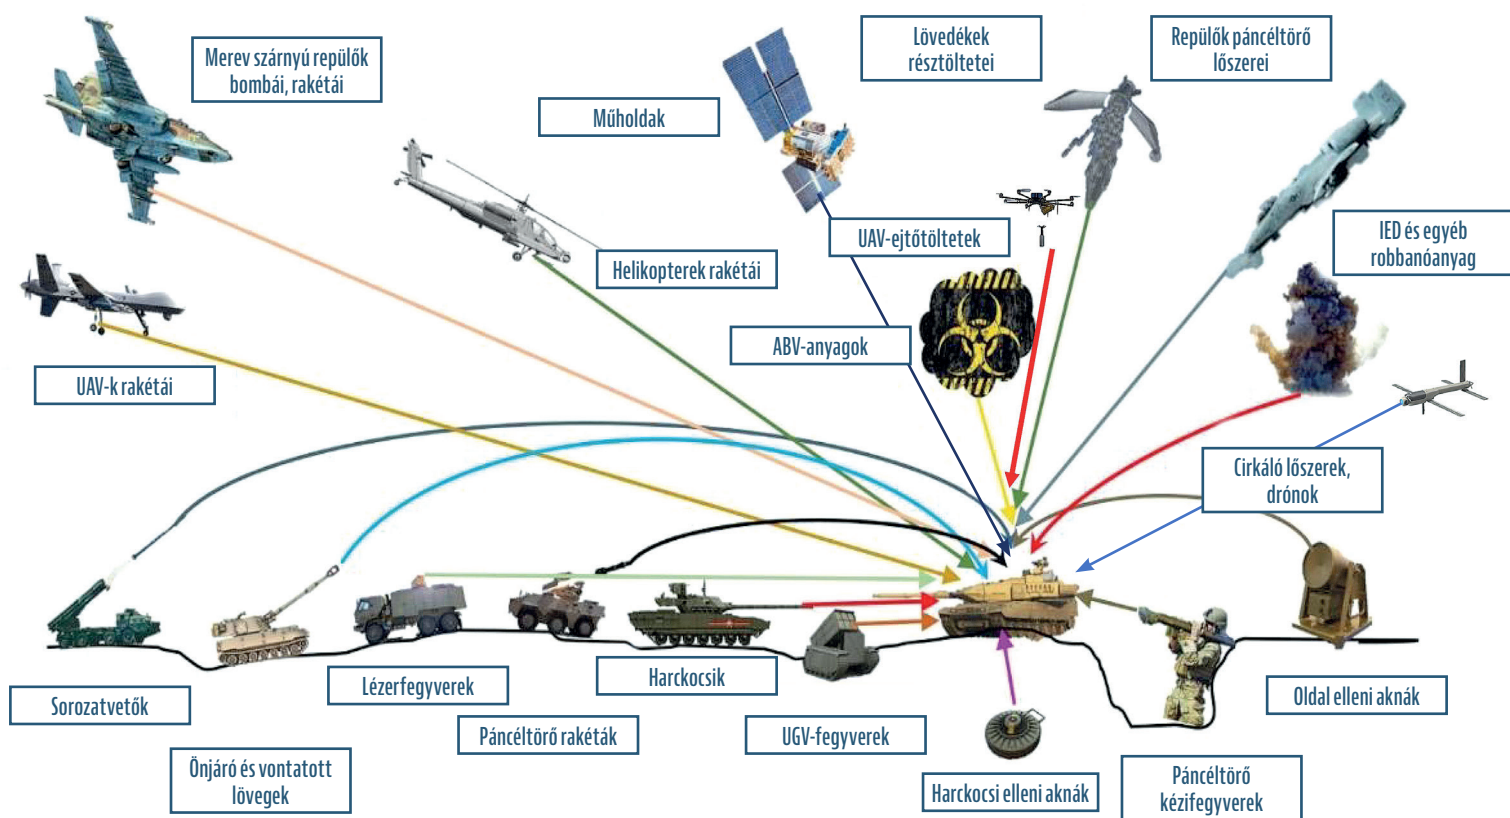 Merev szárnyú repülők
bombái, rakétái
Műholdak
Lövedékek
résztöltetei
Repülők páncéltörő
lőszerei
UAV-ejtőtöltetek
IED és egyéb
robbanóanyag
Helikopterek rakétái
ABV-anyagok
UAV-k rakétái
Cirkáló lőszerek,
drónok
Sorozatvetők
Önjáró és vontatott
lövegek
Lézerfegyverek
Páncéltörő rakéták
Harckocsik
UGV-fegyverek
Harckocsi elleni aknák
Páncéltörő
kézifegyverek
Oldal elleni aknák